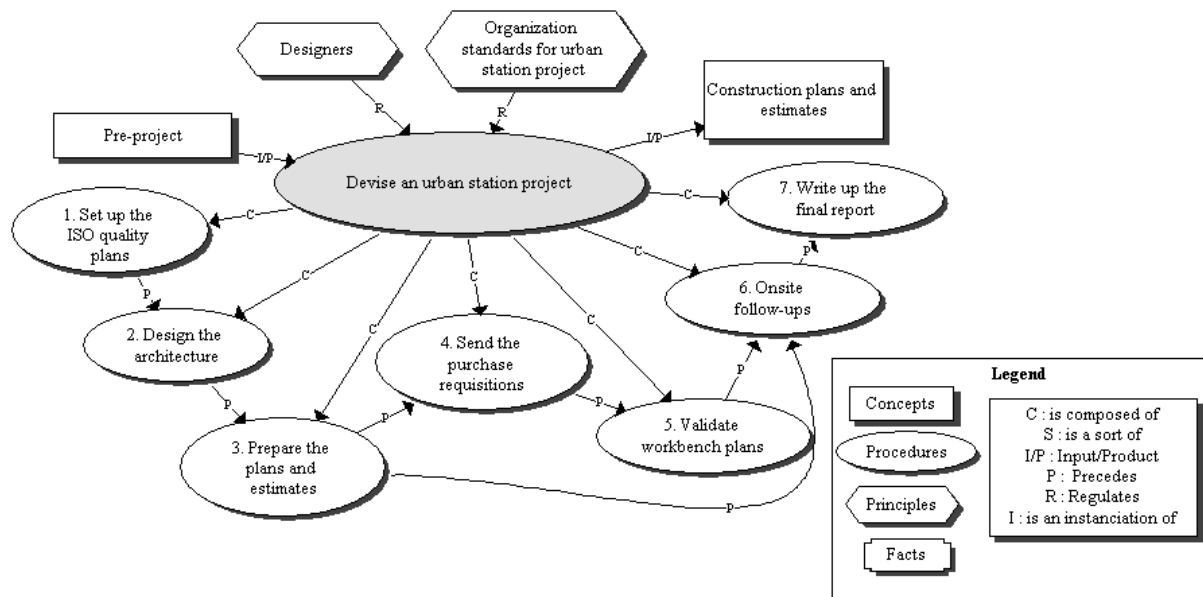 Designers
Organization
standards for urban
station project
Construction plans and
estimates
Pre-project
R
R
I/P
I/P
Devise an urban station project
7. Write up the
final report
1. Set up the
ISO quality
plans
C
C
C
C
C
C
C
P
P
6. Onsite
follow-ups
2. Design the
architecture
4. Send the
purchase
requisitions
P
P
P
P
5. Validate
workbench plans
3. Prepare the
plans and
estimates
P
Legend
Concepts
Procedures
Principles
Facts
C : is composed of
S : is a sort of
I/P : Input/Product
P : Precedes
R : Regulates
I : is an instanciation of